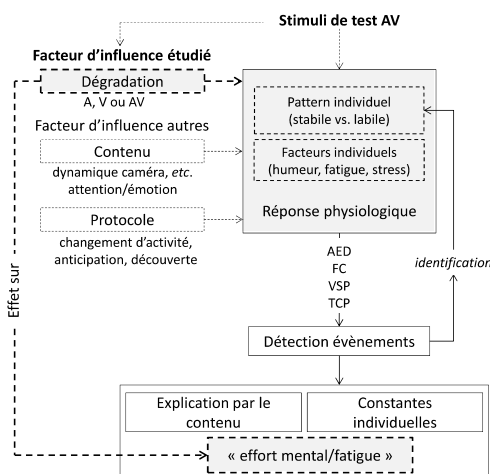 Stimuli de test AV
Facteur d'influence étudié
Dégradation
A, V ou AV
Facteur d'influence autres
Contenu
dynamique caméra, etc.
attention/émotion
Protocole
changement d'activité,
anticipation, découverte
Pattern individuel
(stabile vs. labile)
Facteurs individuels
(humeur, fatigue, stress)
Réponse physiologique
AED
FC
VSP
TCP
identification
Effet sur
Détection évènements
Explication par le
contenu
Constantes
individuelles
« effort mental/fatigue »